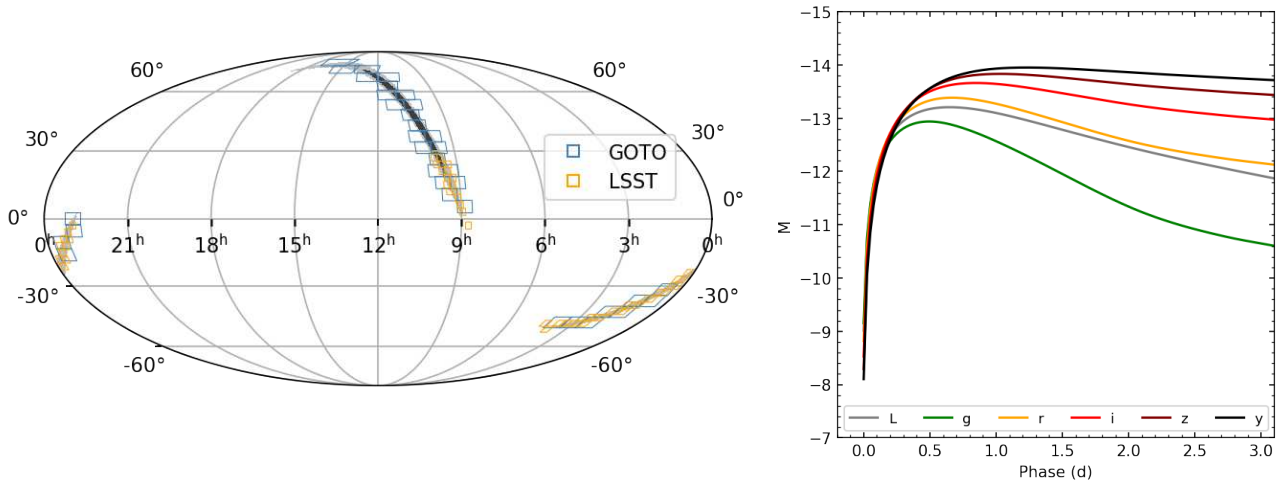 60° 60°
30° 30°
GOTO
LSST
0° 0°
0ʰ 21ʰ 18ʰ 15ʰ 12ʰ 9ʰ 6ʰ 3ʰ 0ʰ
-30° -30°
-60° -60°
−15
−14
−13
−12
−11
−10
−9
−8
−7
M
L g r i z y
0.0 0.5 1.0 1.5 2.0 2.5 3.0
Phase (d)